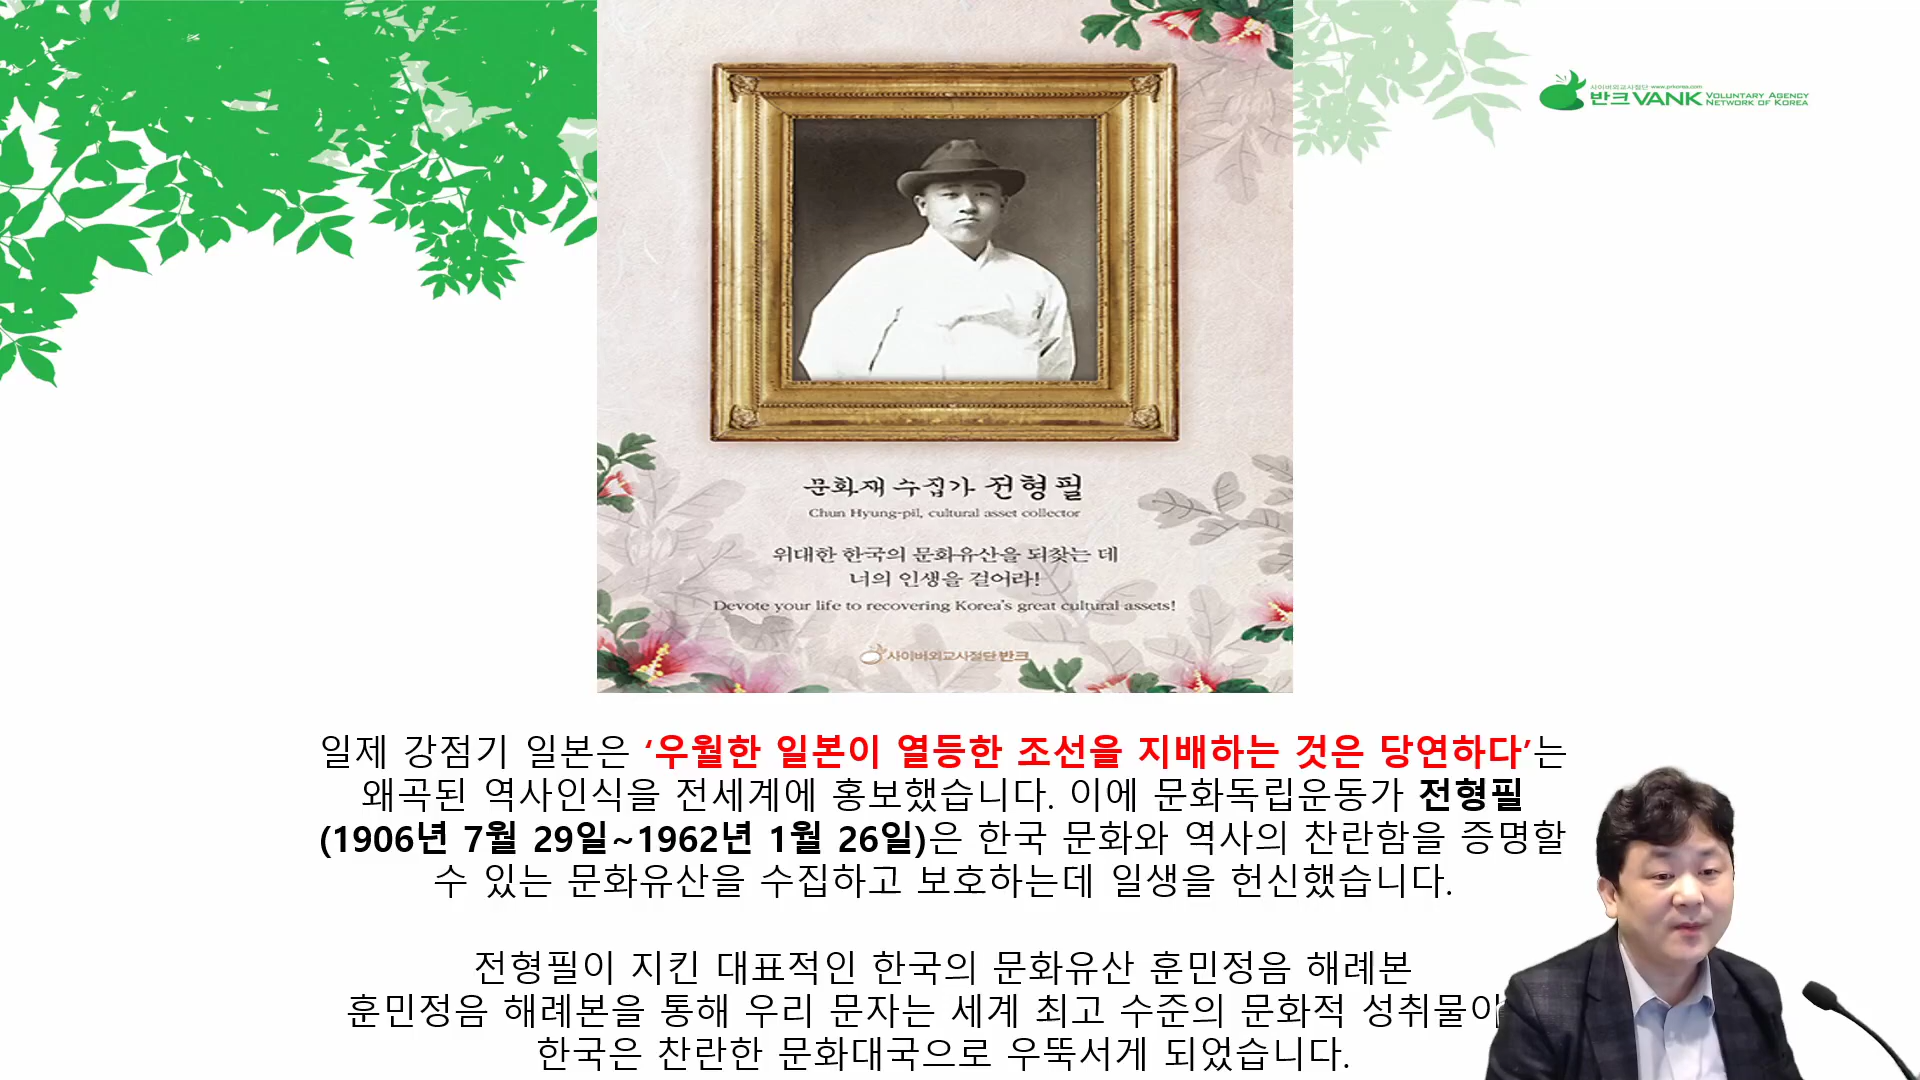 사이버외교사절단 www.prkorea.com
반크 VANK VOLUNTARY AGENCY NETWORK OF KOREA
문화재 수집가 전형필
Chun Hyung-pil, cultural asset collector
위대한 한국의 문화유산을 되찾는 데
너의 인생을 걸어라!
Devote your life to recovering Korea's great cultural assets!
사이버외교사절단 반크
일제 강점기 일본은 ‘우월한 일본이 열등한 조선을 지배하는 것은 당연하다’는
왜곡된 역사인식을 전세계에 홍보했습니다. 이에 문화독립운동가 전형필
(1906년 7월 29일~1962년 1월 26일)은 한국 문화와 역사의 찬란함을 증명할
수 있는 문화유산을 수집하고 보호하는데 일생을 헌신했습니다.
전형필이 지킨 대표적인 한국의 문화유산 훈민정음 해례본
훈민정음 해례본을 통해 우리 문자는 세계 최고 수준의 문화적
한국은 찬란한 문화대국으로 우뚝서게 되었습니다.